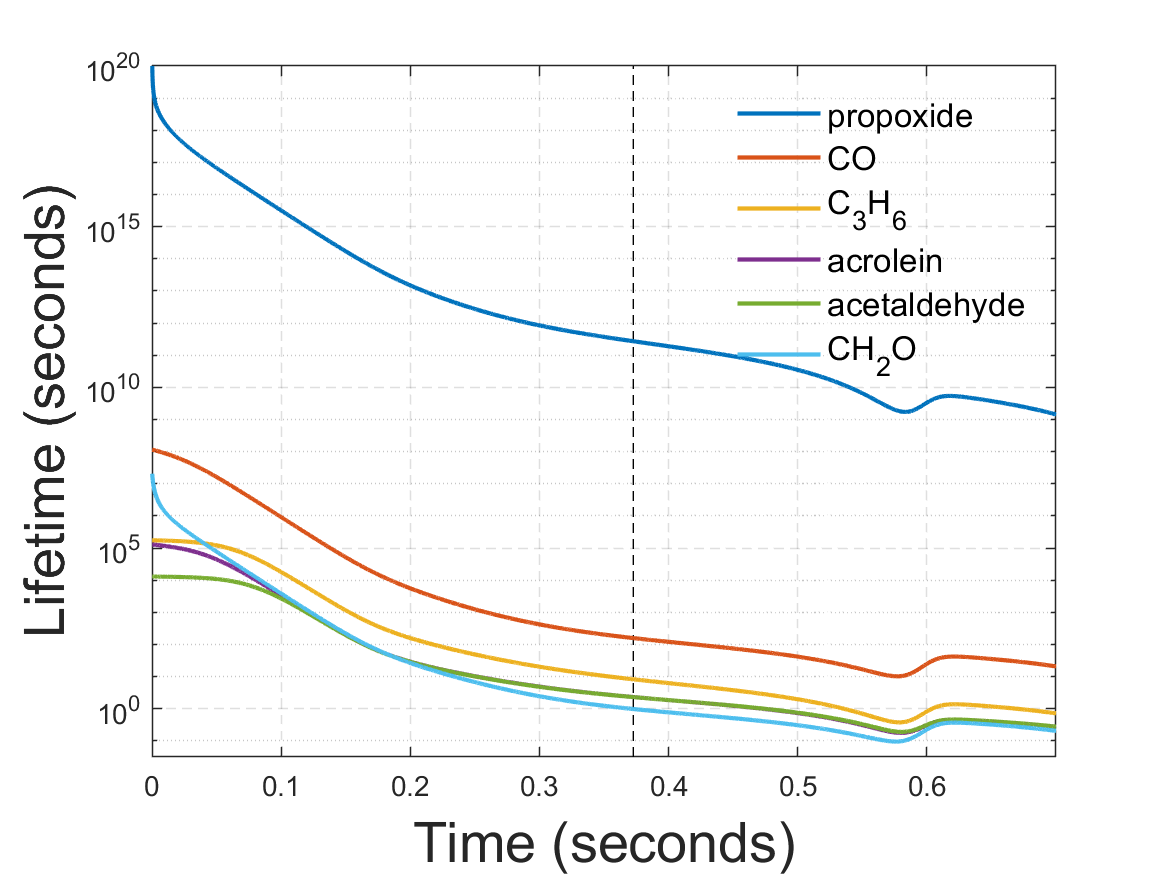 Lifetime (seconds)
10^20
10^15
10^10
10^5
10^0
propoxide
CO
C₃H₆
acrolein
acetaldehyde
CH₂O
0 0.1 0.2 0.3 0.4 0.5 0.6
Time (seconds)